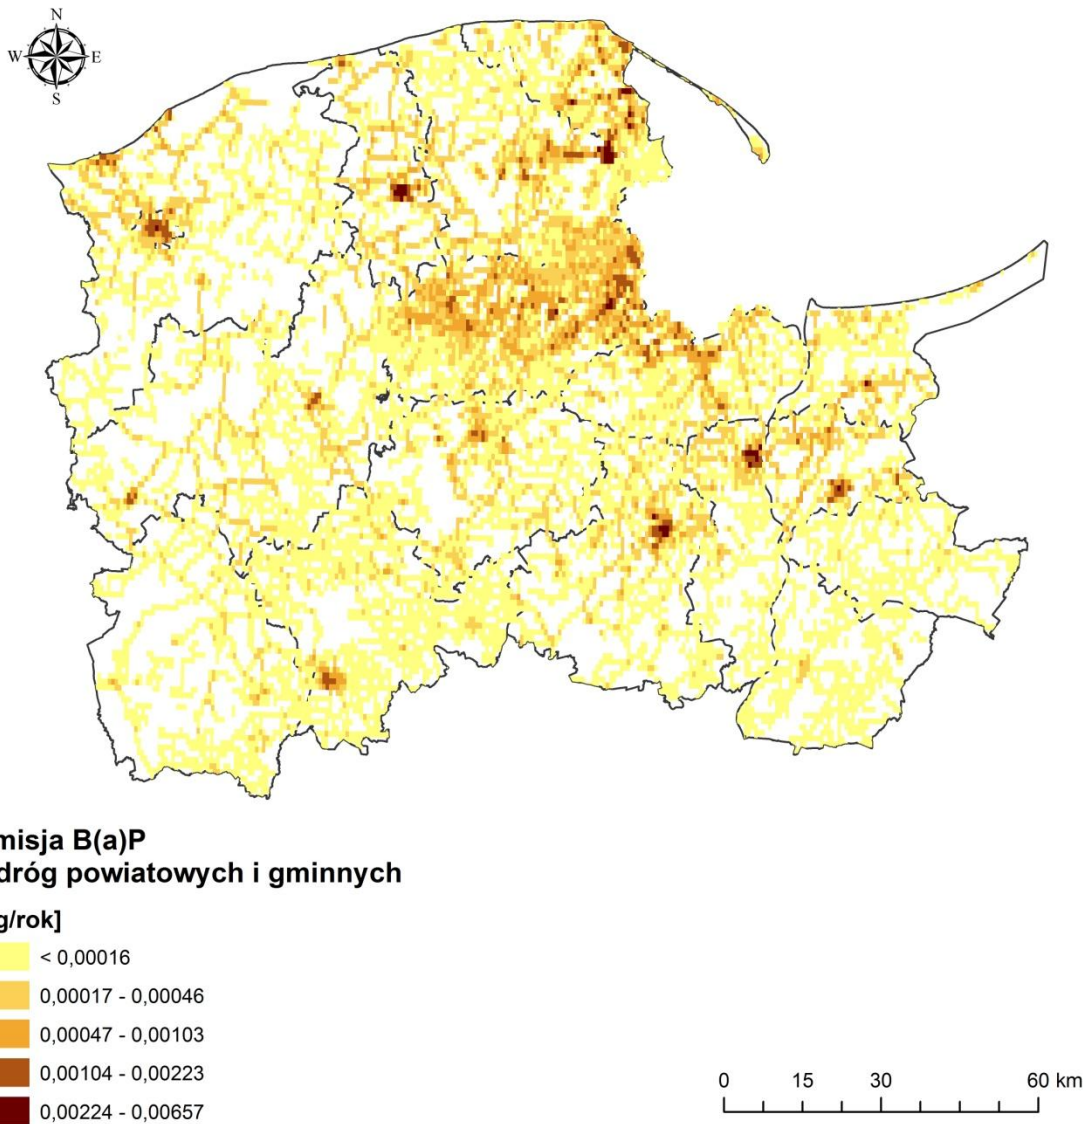 N
W E
S
misja B(a)P
dróg powiatowych i gminnych
g/rok]
< 0,00016
0,00017 - 0,00046
0,00047 - 0,00103
0,00104 - 0,00223
0,00224 - 0,00657
0 15 30 60 km